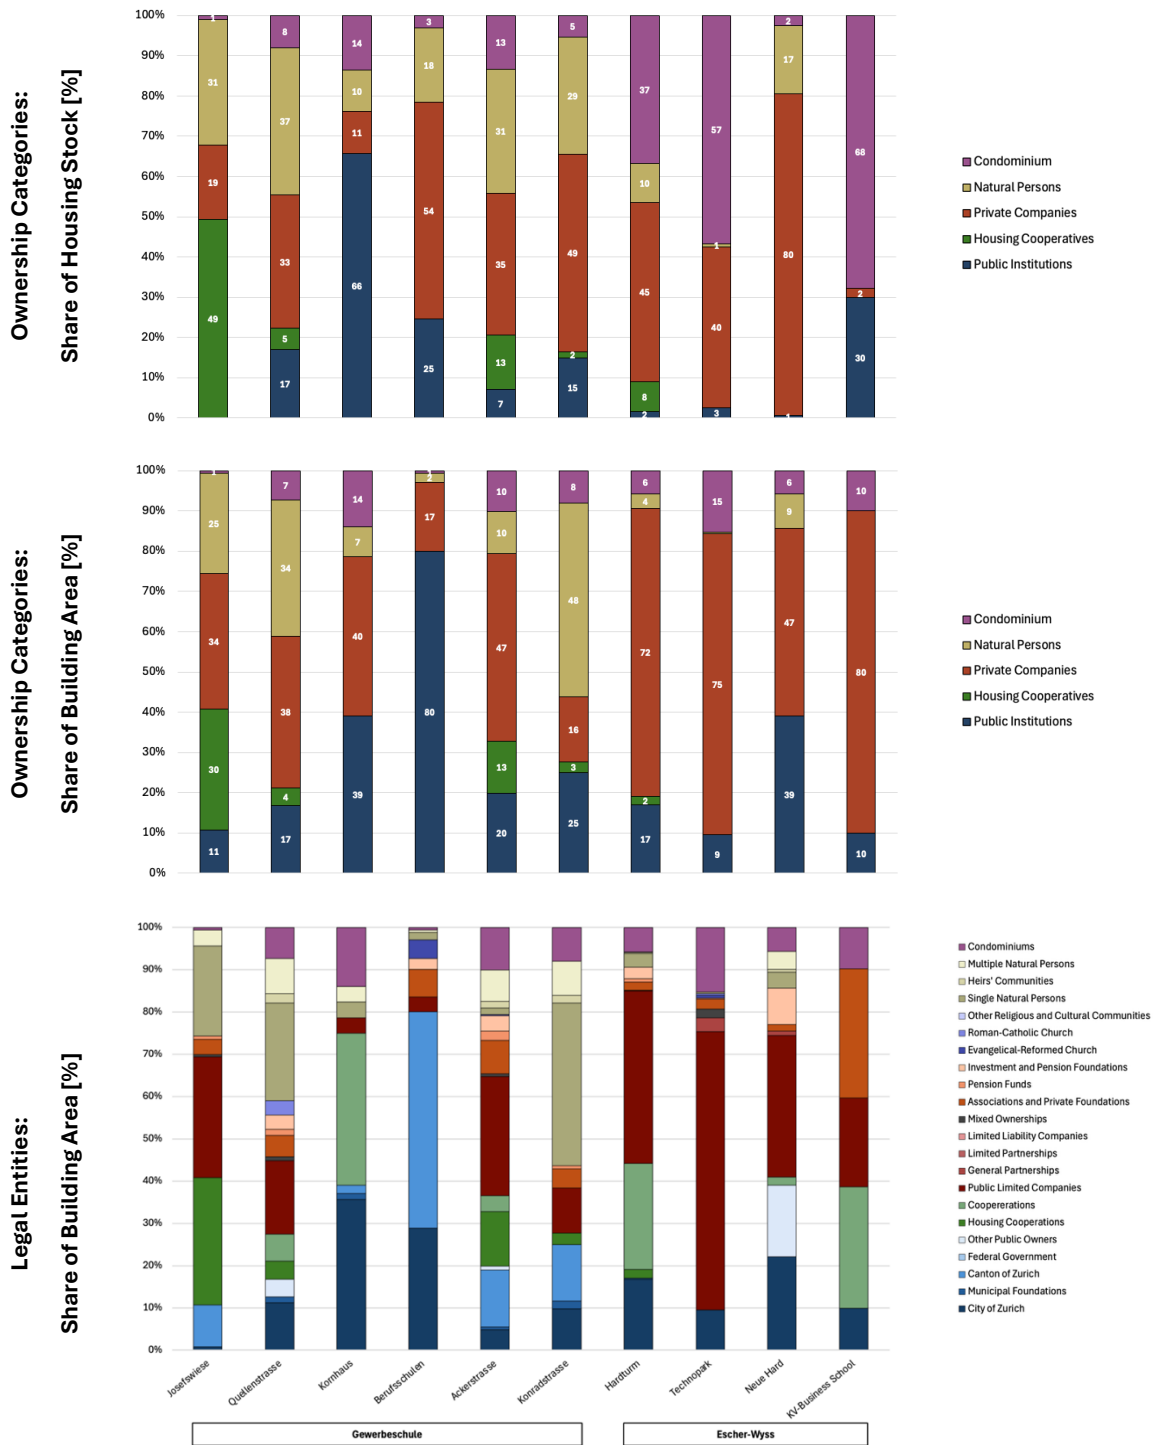 Ownership Categories:
Share of Housing Stock [%]
100%
90%
80%
70%
60%
50%
40%
30%
20%
10%
0%
1 31 19 49
8 37 33 5 17
14 10 11 66
3 18 54 25
13 31 35 13 7
5 29 49 2 15
37 10 45 8 2
57 1 40 3
2 17 80 1
68 2 30
Condominium
Natural Persons
Private Companies
Housing Cooperatives
Public Institutions
Ownership Categories:
Share of Building Area [%]
100%
90%
80%
70%
60%
50%
40%
30%
20%
10%
0%
1 25 34 30 11
7 34 38 4 17
14 7 40 39
1 2 17 80
10 10 47 13 20
8 48 16 3 25
6 4 72 2 17
15 75 9
6 9 47 39
10 80 10
Condominium
Natural Persons
Private Companies
Housing Cooperatives
Public Institutions
Legal Entities:
Share of Building Area [%]
100%
90%
80%
70%
60%
50%
40%
30%
20%
10%
0%
Condominiums
Multiple Natural Persons
Heirs' Communities
Single Natural Persons
Other Religious and Cultural Communities
Roman-Catholic Church
Evangelical-Reformed Church
Investment and Pension Foundations
Pension Funds
Associations and Private Foundations
Mixed Ownerships
Limited Liability Companies
Limited Partnerships
General Partnerships
Public Limited Companies
Coopererations
Housing Cooperations
Other Public Owners
Federal Government
Canton of Zurich
Municipal Foundations
City of Zurich
Josefswiese
Quellenstrasse
Kornhaus
Berufsschulen
Ackerstrasse
Konradstrasse
Hardturm
Technopark
Neue Hard
KV-Business School
Gewerbeschule
Escher-Wyss